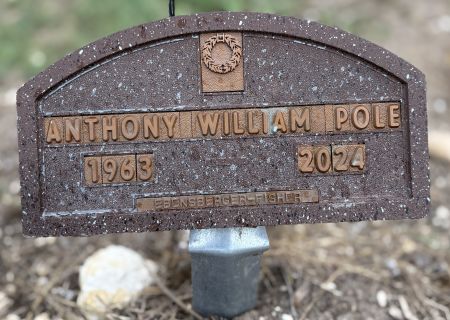 ANTHONY WILLIAM POLE
1963 2024
EBENSBERGER-FISHER